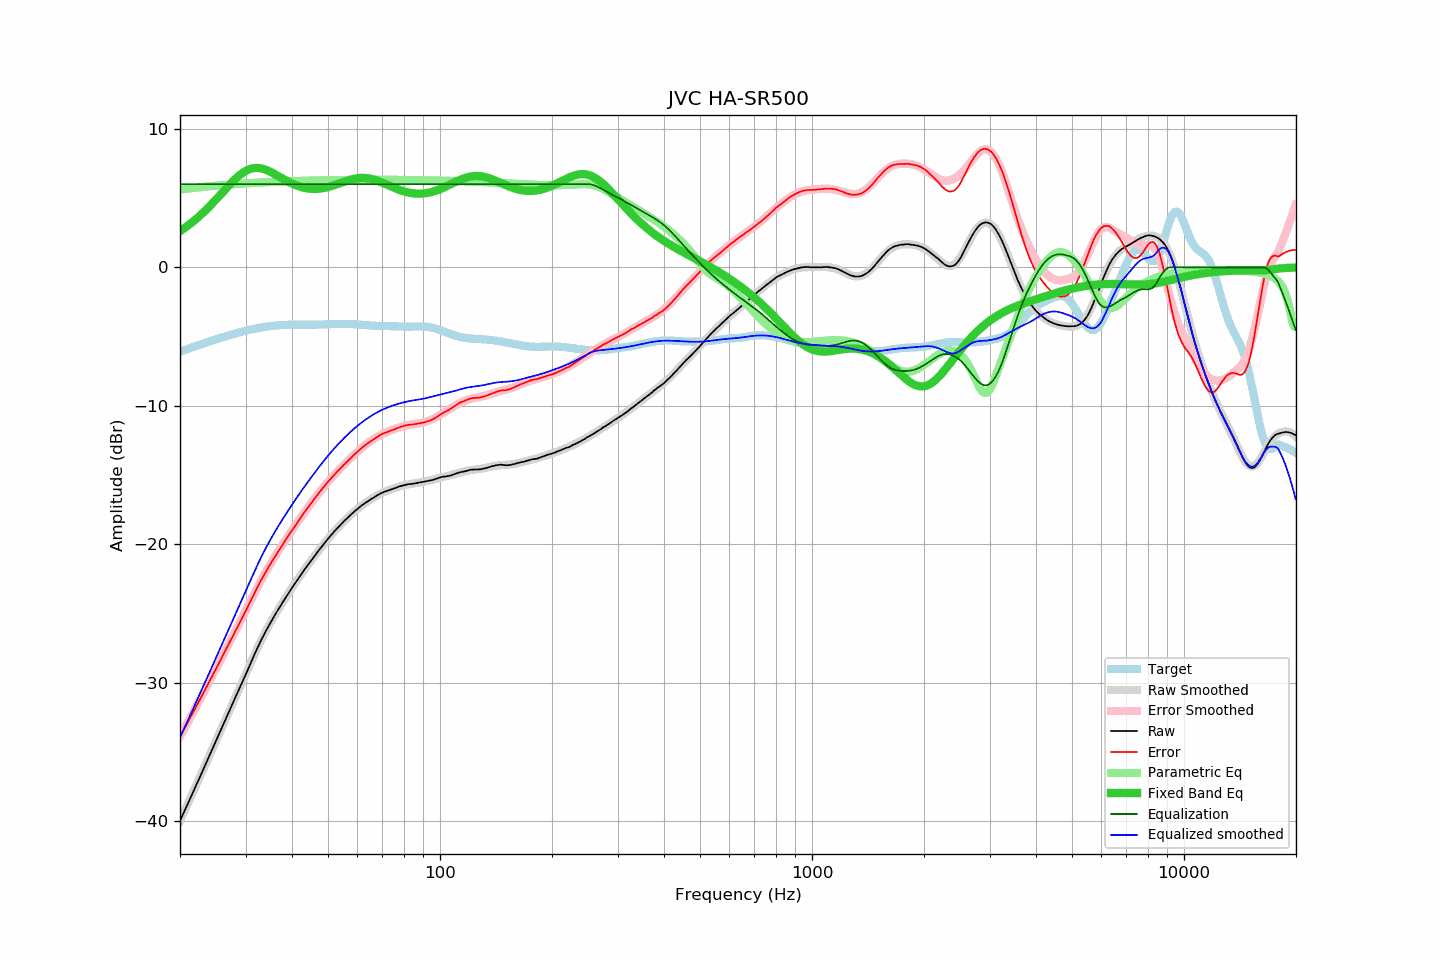 JVC HA-SR500
10
0
−10
−20
−30
−40
Amplitude (dBr)
100
1000
10000
Frequency (Hz)
Target
Raw Smoothed
Error Smoothed
Raw
Error
Parametric Eq
Fixed Band Eq
Equalization
Equalized smoothed